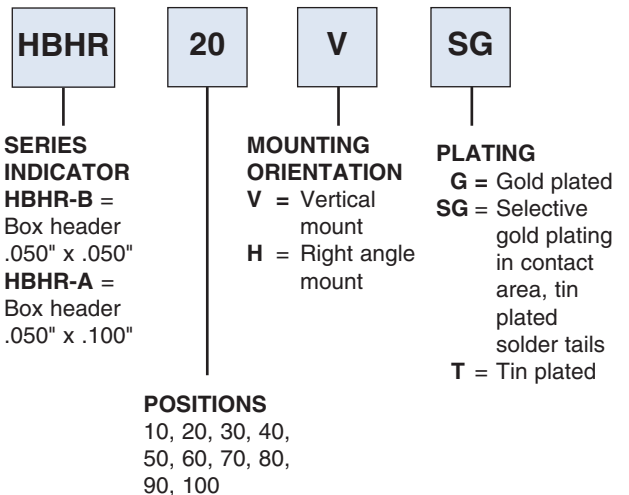 HBHR 20 V SG
SERIES
INDICATOR
HBHR-B =
Box header
.050" x .050"
HBHR-A =
Box header
.050" x .100"
POSITIONS
10, 20, 30, 40,
50, 60, 70, 80,
90, 100
MOUNTING
ORIENTATION
V = Vertical
mount
H = Right angle
mount
PLATING
G = Gold plated
SG = Selective
gold plating
in contact
area, tin
plated
solder tails
T = Tin plated